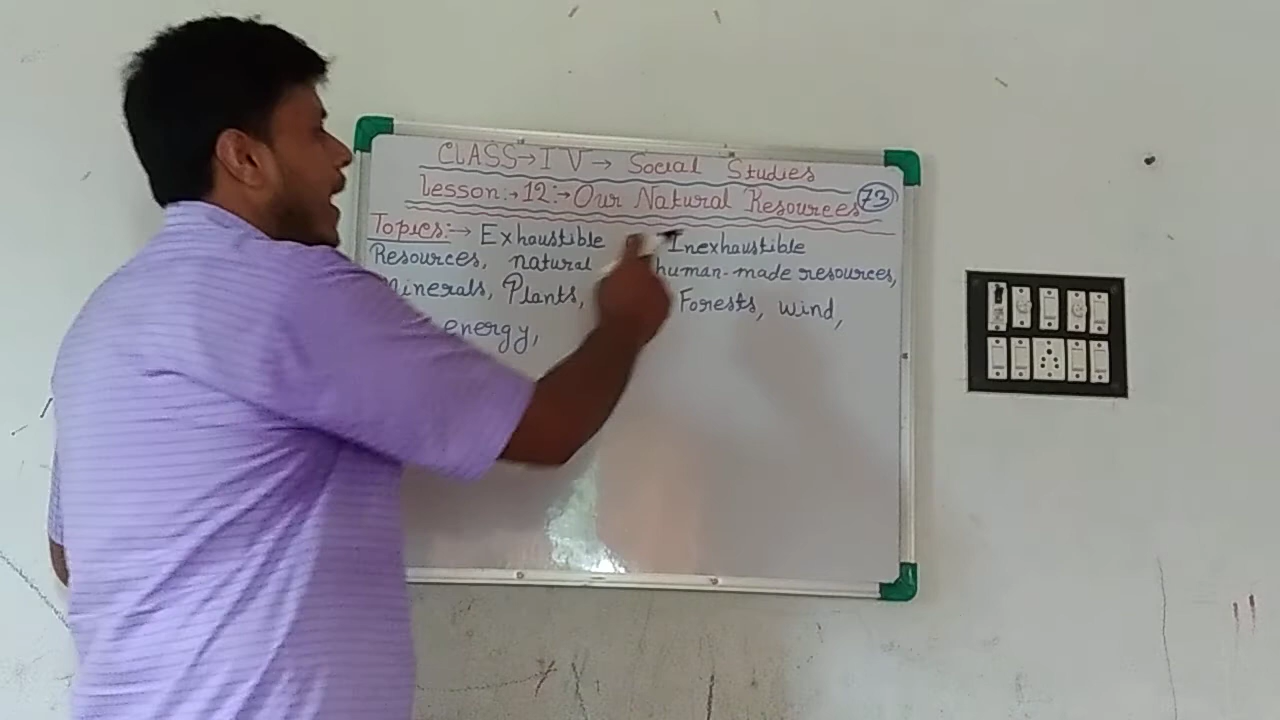 CLASS→IV→ Social Studies
Lesson:→12:→Our Natural Resources 73
Topics:→ Exhaustible Inexhaustible
Resources, natural human-made resources,
Minerals, Plants, Forests, wind,
energy,